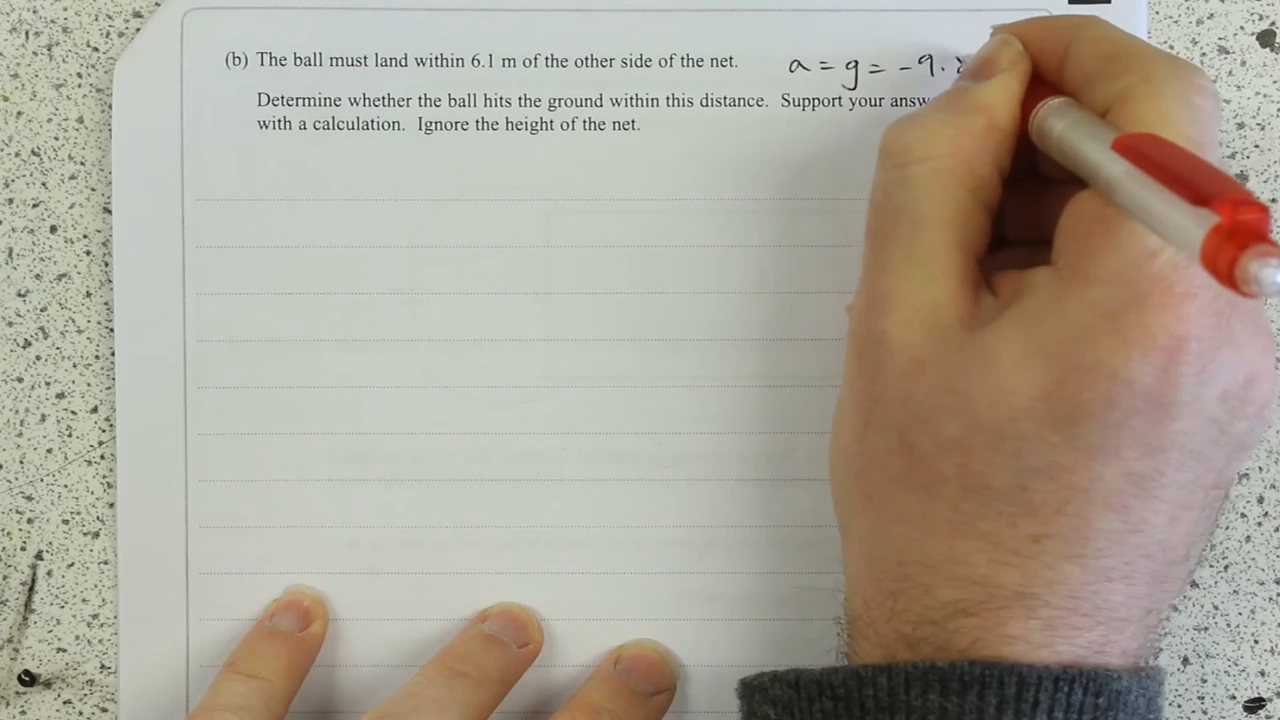 (b) The ball must land within 6.1 m of the other side of the net.
a = g = -9.
Determine whether the ball hits the ground within this distance. Support your answ
with a calculation. Ignore the height of the net.